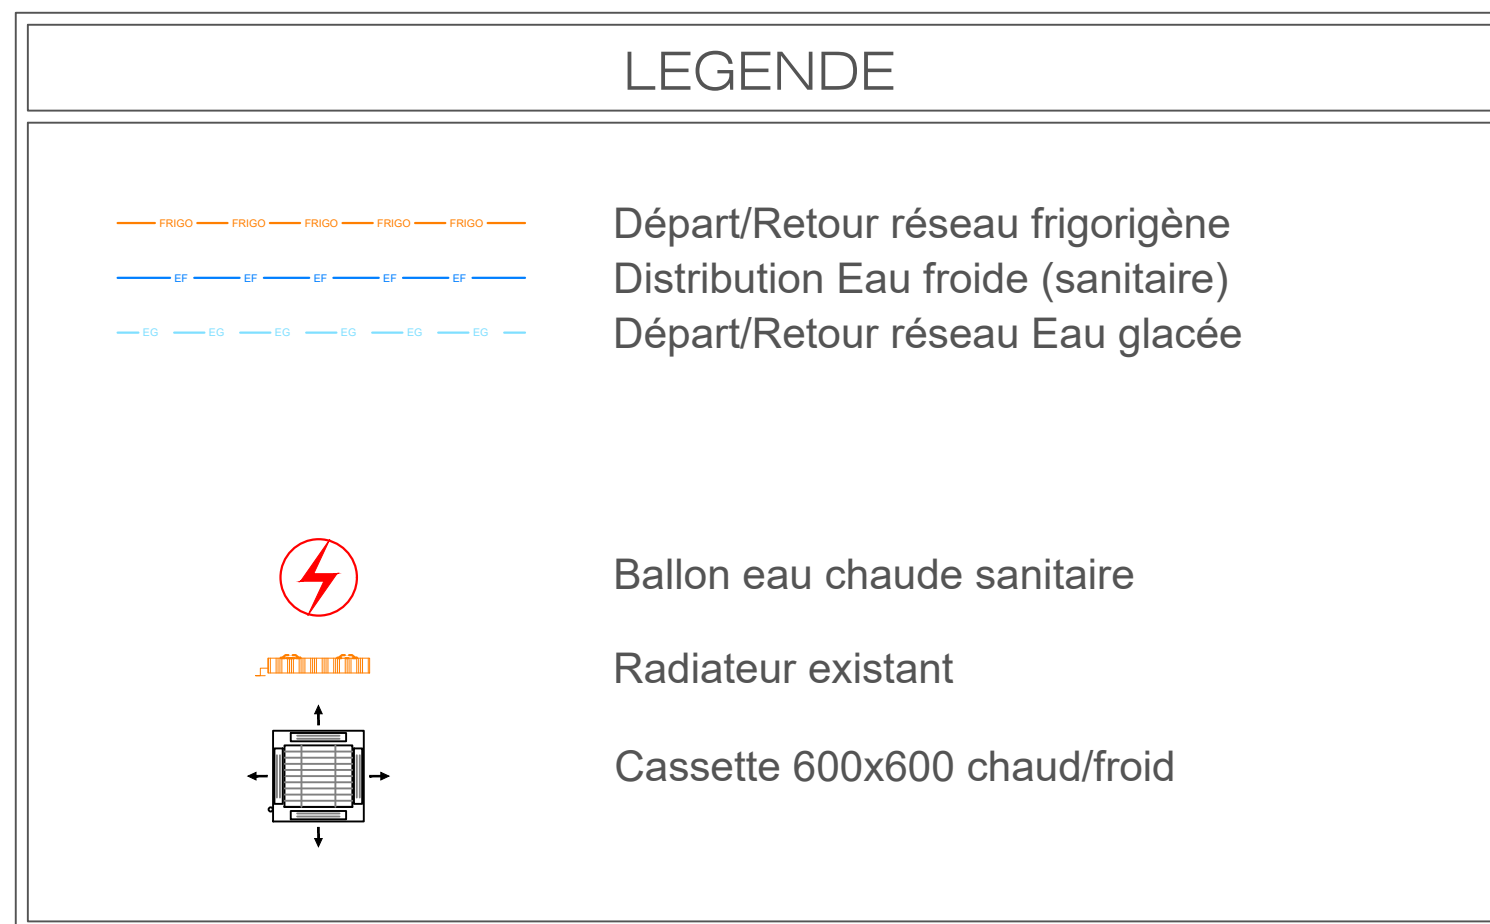 LEGENDE
FRIGO FRIGO FRIGO FRIGO FRIGO Départ/Retour réseau frigorigène
EF EF EF EF EF Distribution Eau froide (sanitaire)
EG EG EG EG EG EG Départ/Retour réseau Eau glacée
Ballon eau chaude sanitaire
Radiateur existant
Cassette 600x600 chaud/froid